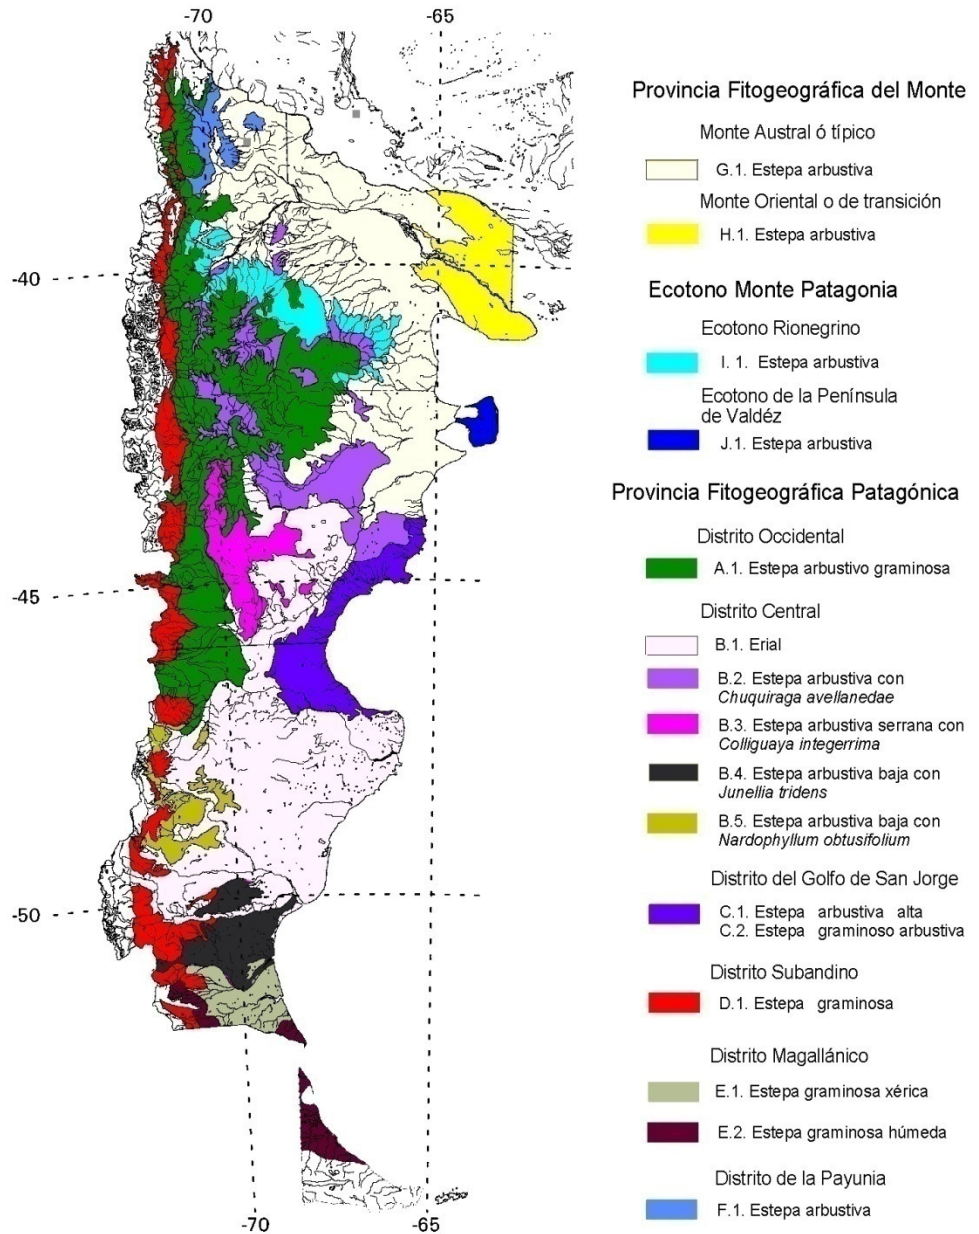 -70
-65
-40
-45
-50
-70
-65
Provincia Fitogeográfica del Monte
Monte Austral ó típico
G.1. Estepa arbustiva
Monte Oriental o de transición
H.1. Estepa arbustiva
Ecotono Monte Patagonia
Ecotono Rionegrino
I. 1. Estepa arbustiva
Ecotono de la Península
de Valdéz
J.1. Estepa arbustiva
Provincia Fitogeográfica Patagónica
Distrito Occidental
A.1. Estepa arbustivo graminosa
Distrito Central
B.1. Erial
B.2. Estepa arbustiva con
Chuquiraga avellanedae
B.3. Estepa arbustiva serrana con
Colliguaya integerrima
B.4. Estepa arbustiva baja con
Junellia tridens
B.5. Estepa arbustiva baja con
Nardophyllum obtusifolium
Distrito del Golfo de San Jorge
C.1. Estepa arbustiva alta
C.2. Estepa graminoso arbustiva
Distrito Subandino
D.1. Estepa graminosa
Distrito Magallánico
E.1. Estepa graminosa xérica
E.2. Estepa graminosa húmeda
Distrito de la Payunia
F.1. Estepa arbustiva